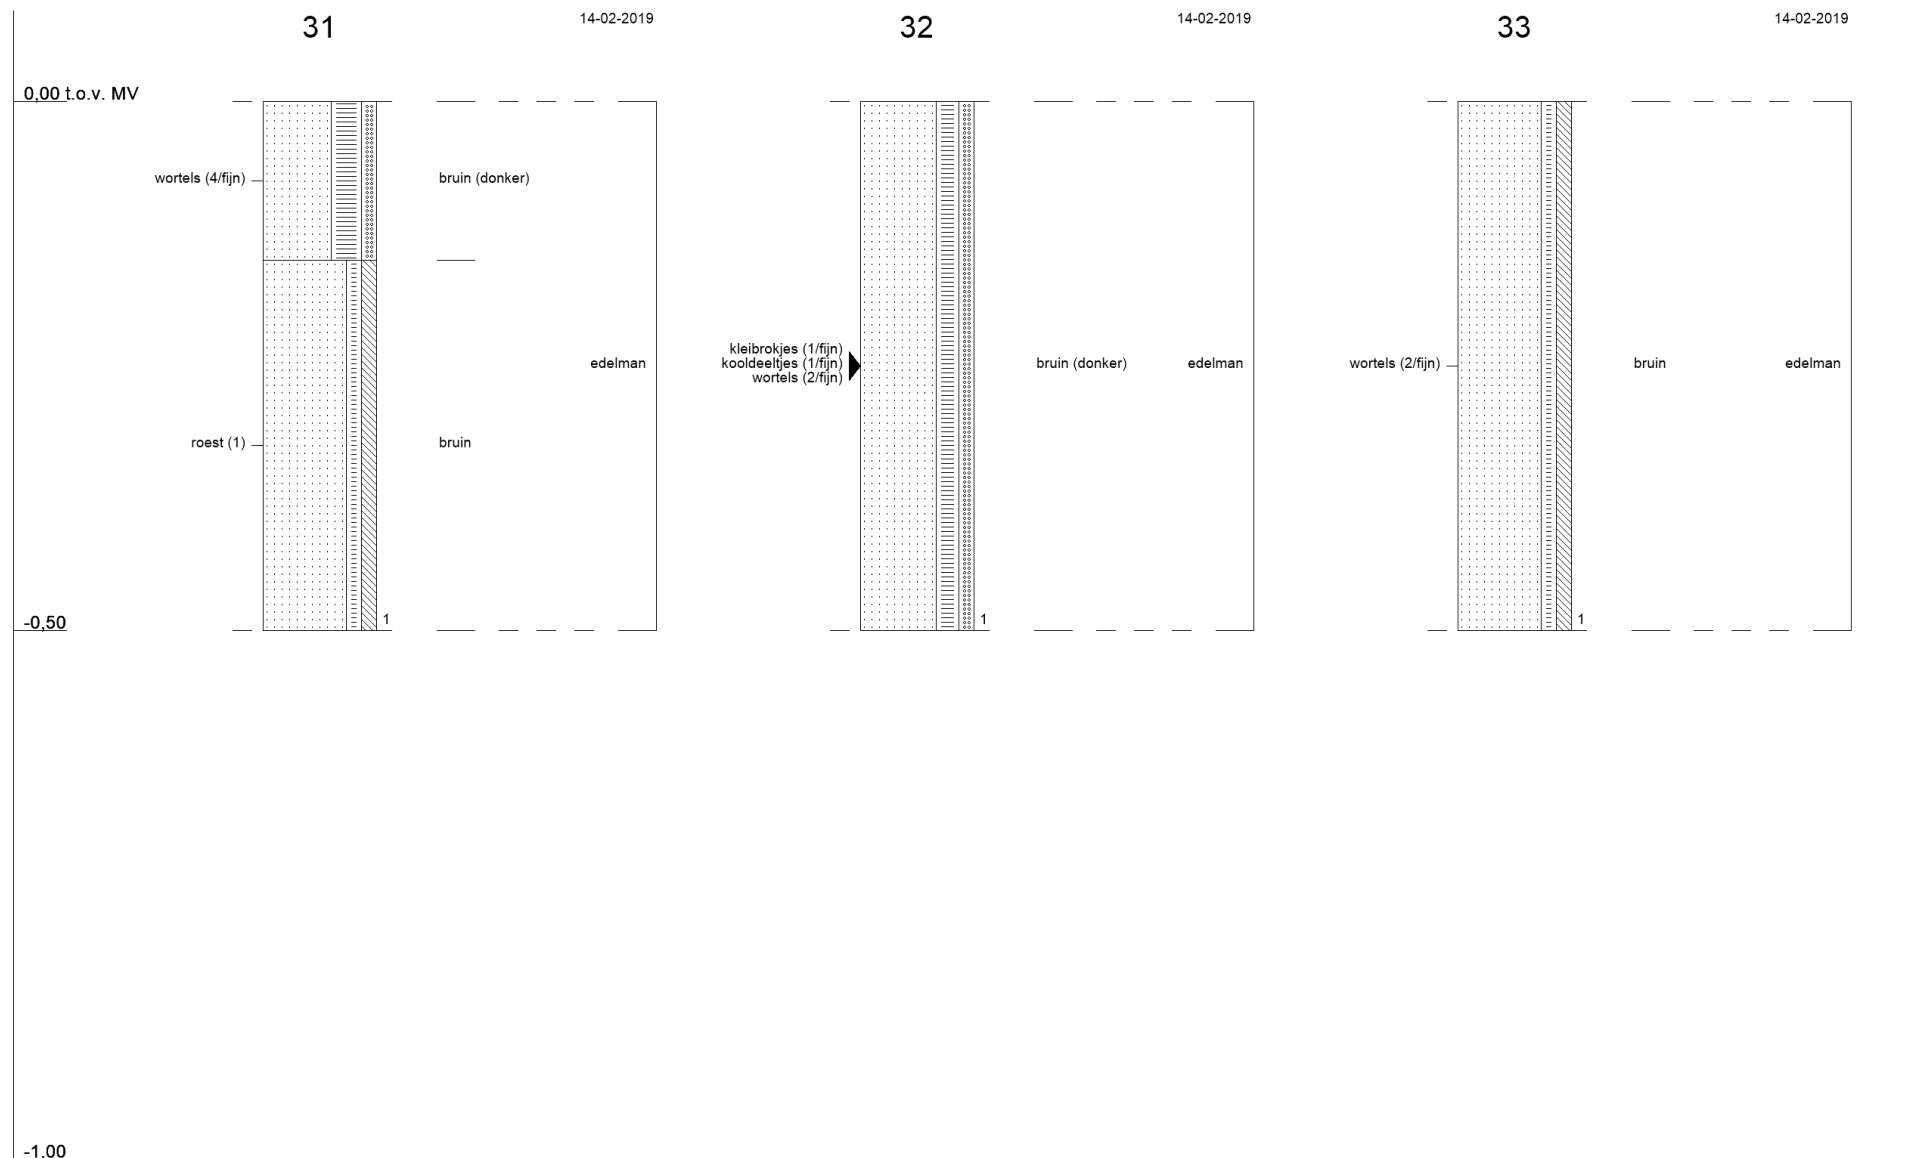 31
14-02-2019
32
14-02-2019
33
14-02-2019
0,00 t.o.v. MV
wortels (4/fijn)
bruin (donker)
roest (1)
bruin
edelman
1
kleibrokjes (1/fijn)
kooldeeltjes (1/fijn)
wortels (2/fijn)
bruin (donker)
edelman
1
wortels (2/fijn)
bruin
edelman
1
-0,50
-1,00